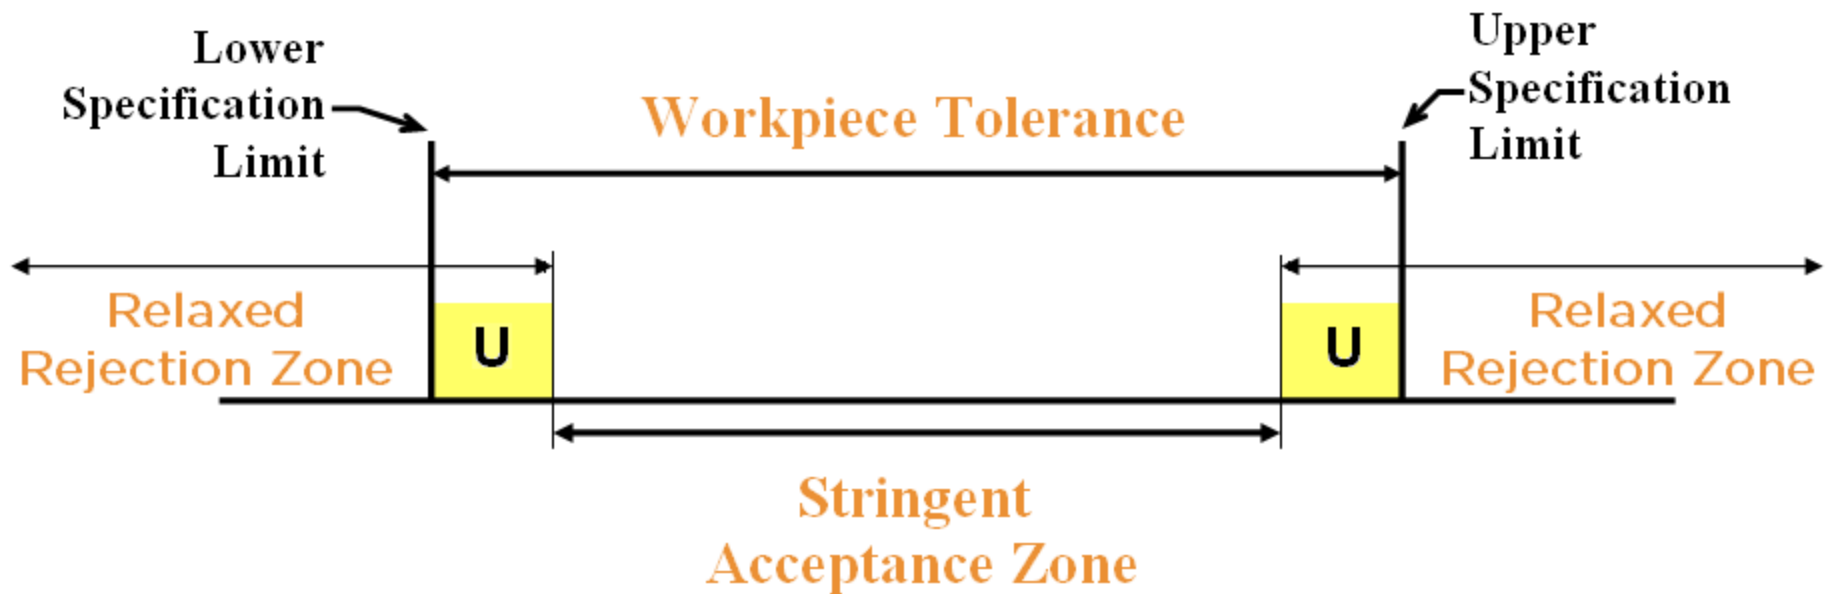 Lower
Specification
Limit
Workpiece Tolerance
Upper
Specification
Limit
Relaxed
Rejection Zone
U
U
Relaxed
Rejection Zone
Stringent
Acceptance Zone